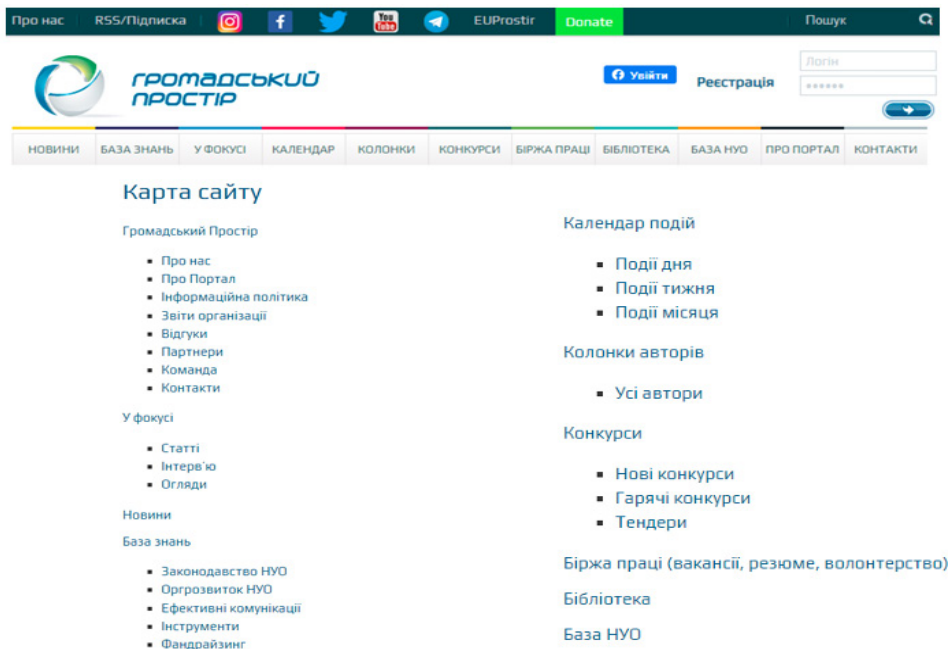 Про нас RSS/Підписка EUProstir Donate Пошук
You Tube
Логін
ГРОМАДСЬКИЙ
ПРОСТІР
Увійти Реєстрація
НОВИНИ БАЗА ЗНАНЬ У ФОКУСІ КАЛЕНДАР КОЛОНКИ КОНКУРСИ БІРЖА ПРАЦІ БІБЛІОТЕКА БАЗА НУО ПРО ПОРТАЛ КОНТАКТИ
Карта сайту
Громадський Простір
Про нас
Про Портал
Інформаційна політика
Звіти організації
Відгуки
Партнери
Команда
Контакти
У фокусі
Статті
Інтерв'ю
Огляди
Новини
База знань
Законодавство НУО
Оргрозвиток НУО
Ефективні комунікації
Інструменти
Фандрайзинг
Календар подій
Події дня
Події тижня
Події місяця
Колонки авторів
Усі автори
Конкурси
Нові конкурси
Гарячі конкурси
Тендери
Біржа праці (вакансії, резюме, волонтерство)
Бібліотека
База НУО